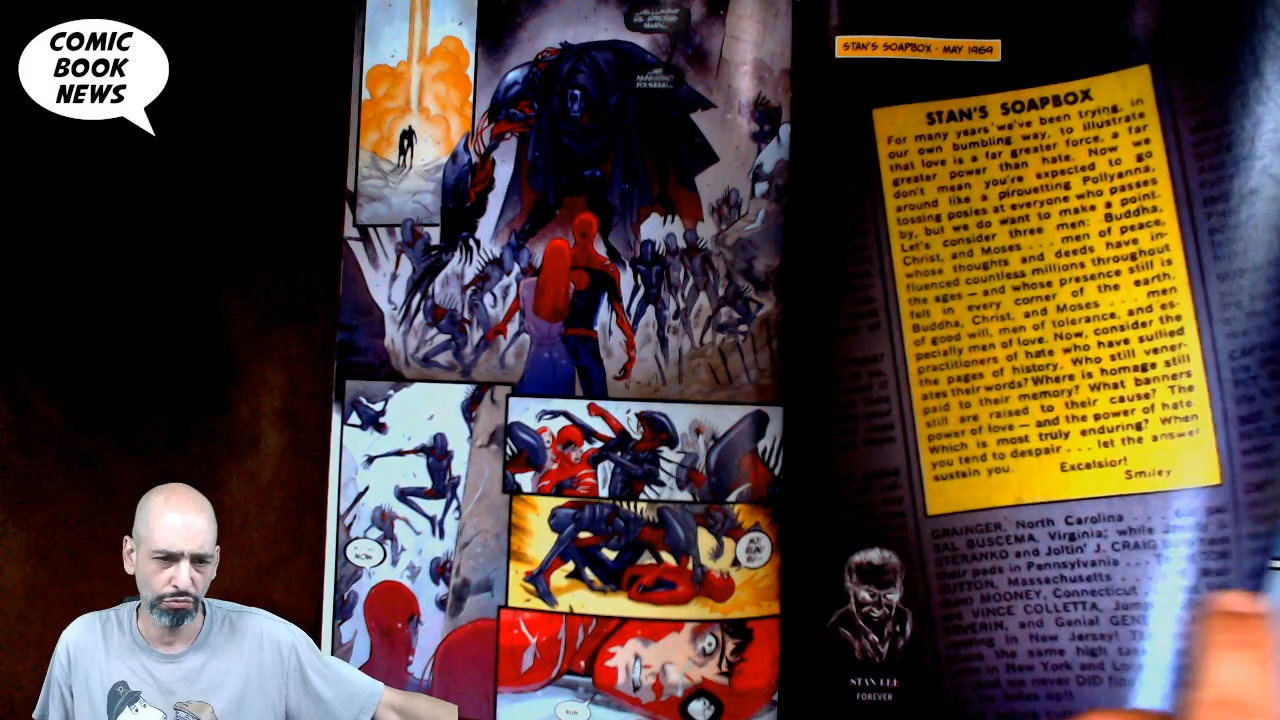 COMIC
BOOK
NEWS
NOW
RUN
STAN'S SOAPBOX - MAY 1969
STAN'S SOAPBOX
For many years we've been trying, in
our own bumbling way, to illustrate
that love is a far greater force, a far
greater power than hate. Now we
don't mean you're expected to go
around like a pirouetting Pollyanna,
tossing posies at everyone who passes
by, but we do want to make a point.
Let's consider three men: Buddha,
Christ, and Moses . . . men of peace,
whose thoughts and deeds have in-
fluenced countless millions throughout
the ages — and whose presence still is
felt in every corner of the earth.
Buddha, Christ, and Moses . . . men
of good will, men of tolerance, and es-
pecially men of love. Now, consider the
practitioners of hate who have sullied
the pages of history. Who still vener-
ates their words? Where is homage still
paid to their memory? What banners
still are raised to their cause? The
power of love — and the power of hate.
Which is most truly enduring? When
you tend to despair . . . . let the answer
sustain you.
Excelsior!
Smiley
GRAINGER, North Carolina . .
SAL BUSCEMA, Virginia; while
STERANKO and Joltin' J. CRAIG
their pads in Pennsylvania . . . .
BUTTON, Massachusetts . .
MOONEY, Connecticut .
VINCE COLLETTA,
SEVERIN, and Genial
in New Jersey!
the same high
in New York and
we never DID
STAN LEE
FOREVER